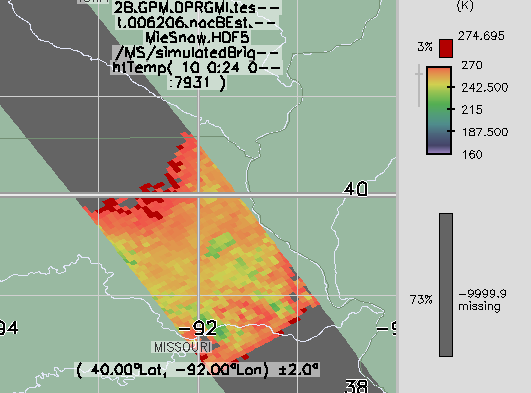 2B.GPM.DPRGMI.tes--
t.006206.nacBEst.--
MieSnow.HDF5
/MS/simulatedBrig--
htTemp( 10 0:24 0--
:7931 )
40
-92
MISSOURI
( 40.00°Lat, -92.00°Lon) ±2.0°
38
(K)
3%
274.695
270
242.500
215
187.500
160
73%
-9999.9
missing